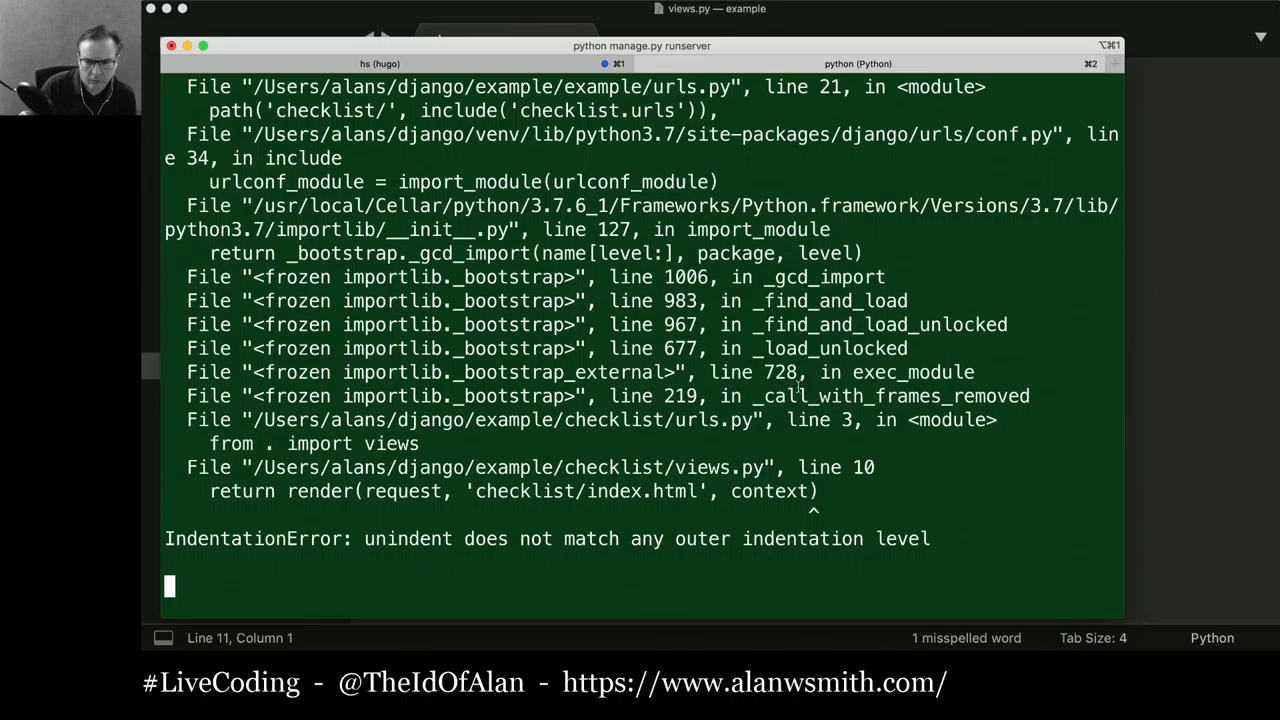 views.py — example
python manage.py runserver
⌥⌘1
hs (hugo)
⌘1
python (Python)
⌘2
File "/Users/alans/django/example/example/urls.py", line 21, in <module>
path('checklist/', include('checklist.urls')),
File "/Users/alans/django/venv/lib/python3.7/site-packages/django/urls/conf.py", lin
e 34, in include
urlconf_module = import_module(urlconf_module)
File "/usr/local/Cellar/python/3.7.6_1/Frameworks/Python.framework/Versions/3.7/lib/
python3.7/importlib/__init__.py", line 127, in import_module
return _bootstrap._gcd_import(name[level:], package, level)
File "<frozen importlib._bootstrap>", line 1006, in _gcd_import
File "<frozen importlib._bootstrap>", line 983, in _find_and_load
File "<frozen importlib._bootstrap>", line 967, in _find_and_load_unlocked
File "<frozen importlib._bootstrap>", line 677, in _load_unlocked
File "<frozen importlib._bootstrap_external>", line 728, in exec_module
File "<frozen importlib._bootstrap>", line 219, in _call_with_frames_removed
File "/Users/alans/django/example/checklist/urls.py", line 3, in <module>
from . import views
File "/Users/alans/django/example/checklist/views.py", line 10
return render(request, 'checklist/index.html', context)
^
IndentationError: unindent does not match any outer indentation level
Line 11, Column 1
1 misspelled word
Tab Size: 4
Python
#LiveCoding - @TheIdOfAlan - https://www.alanwsmith.com/